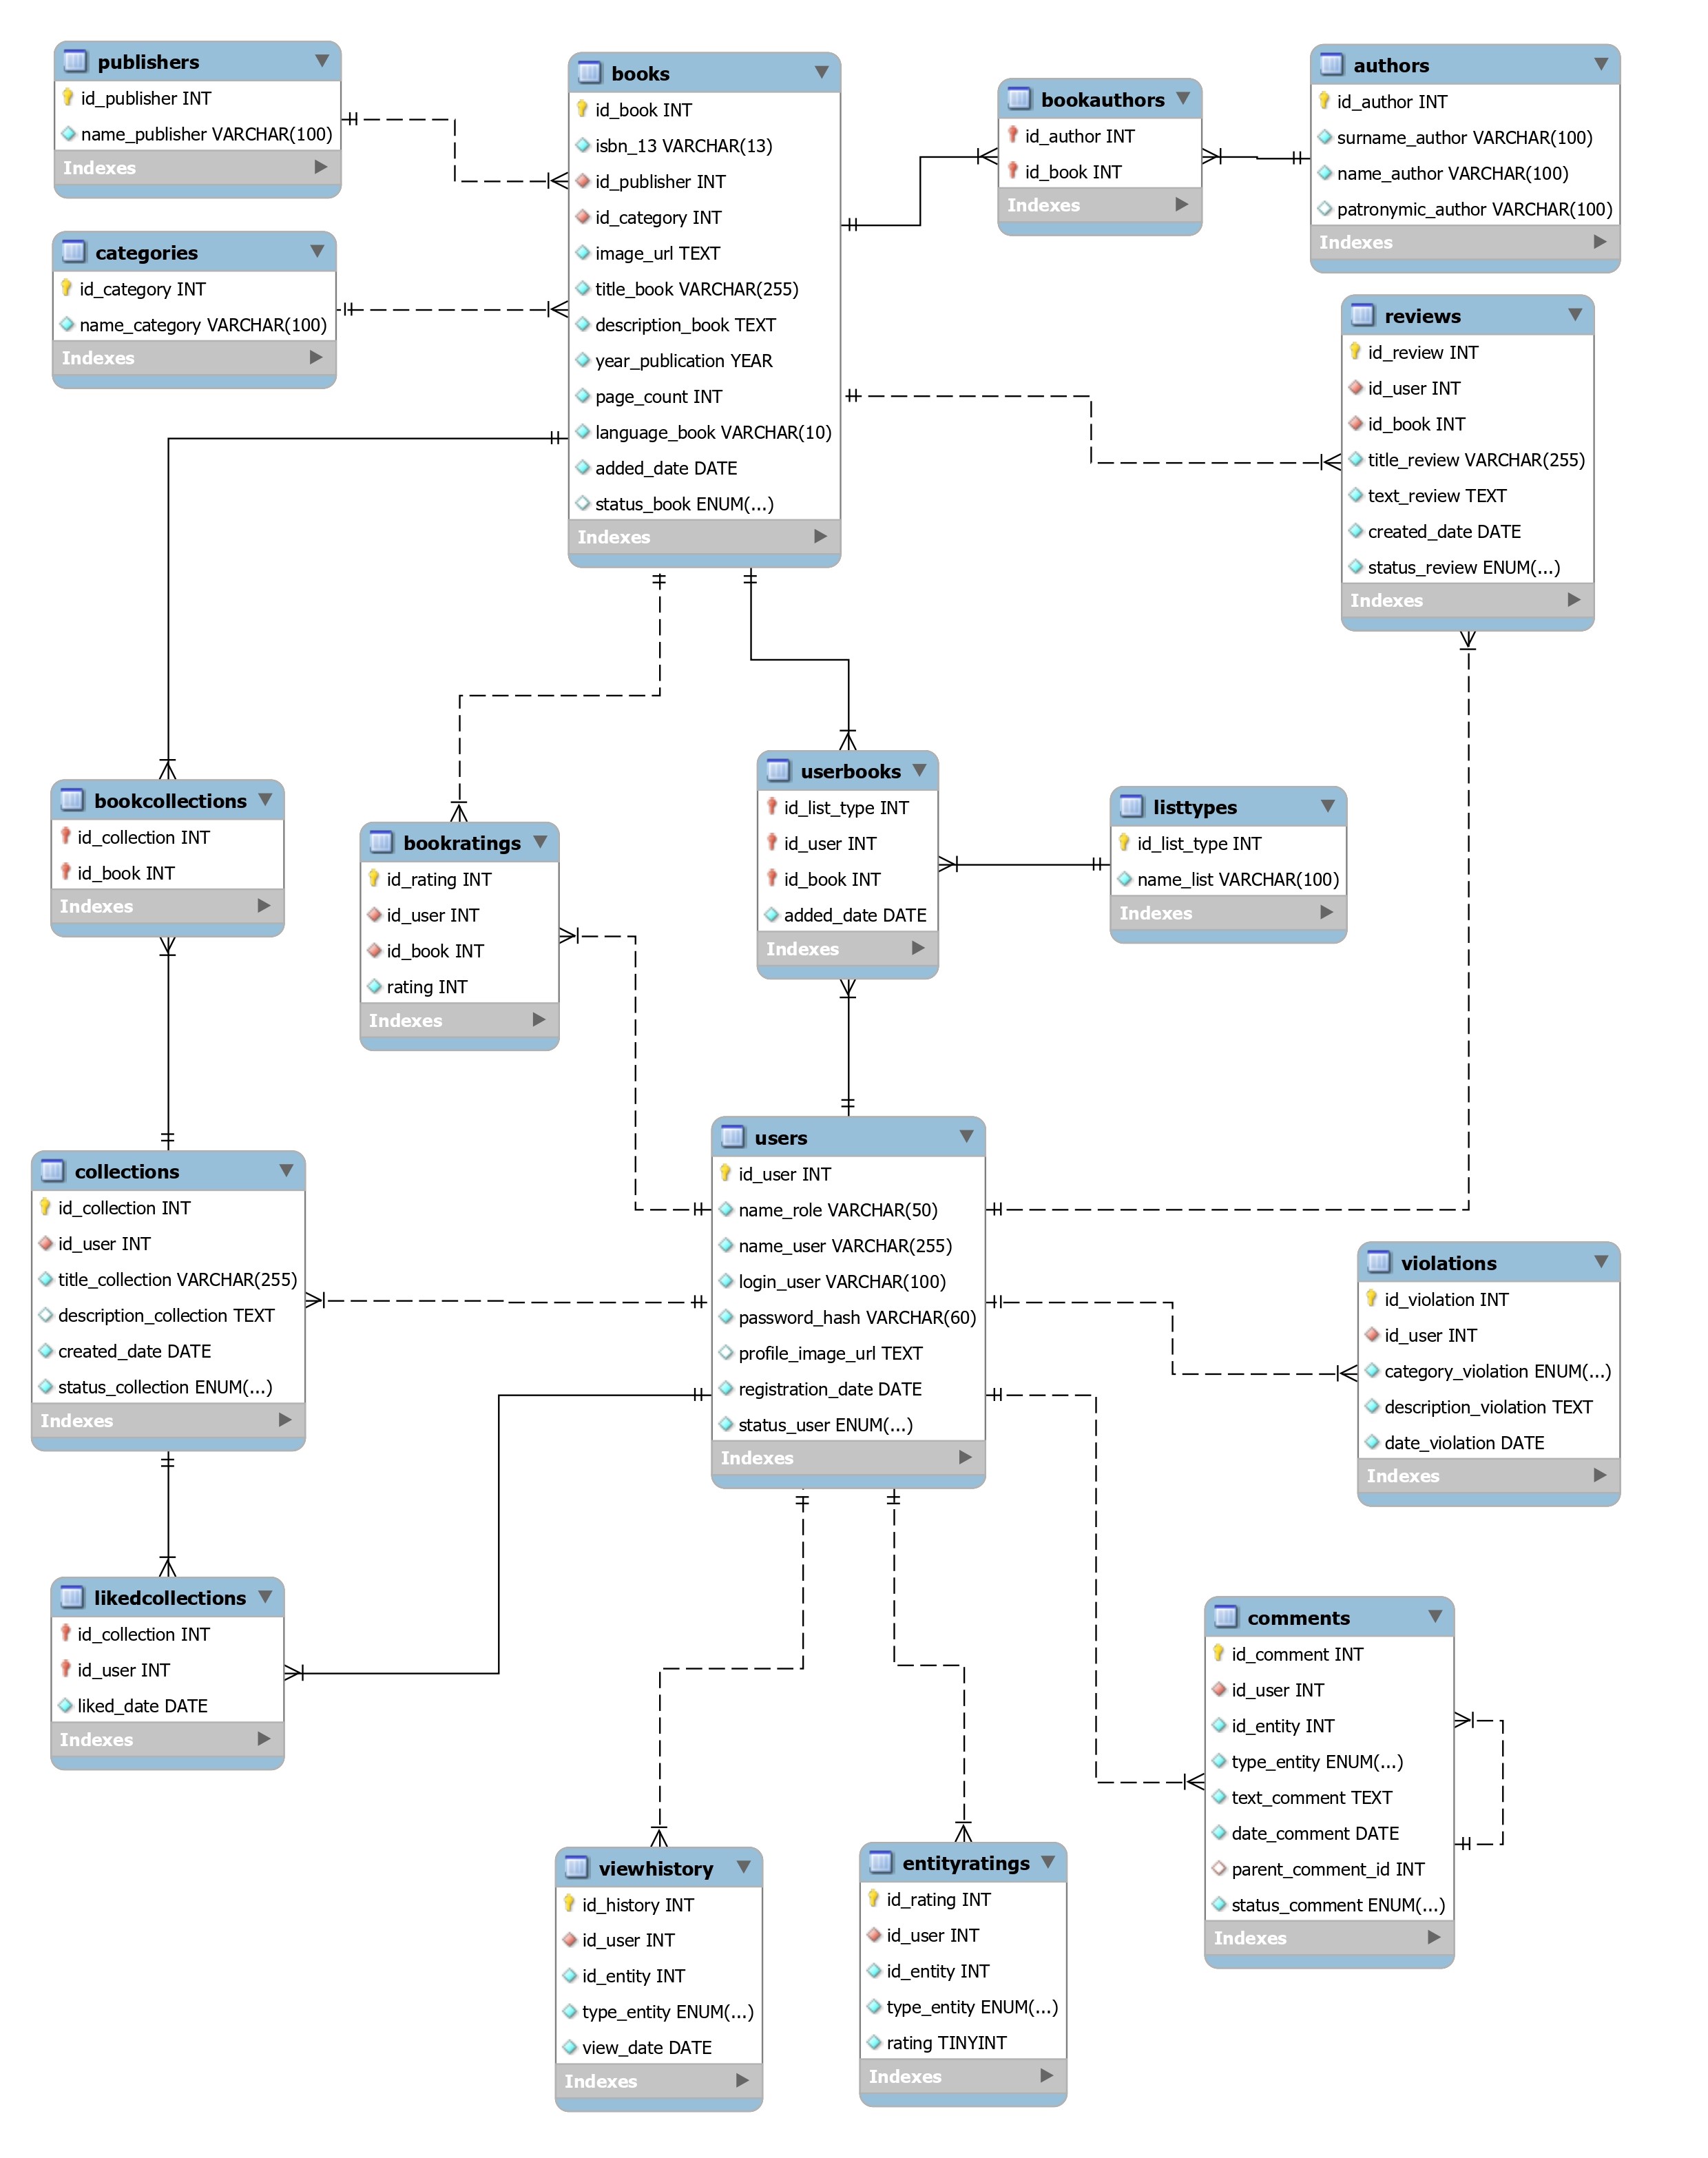 publishers
id_publisher INT
name_publisher VARCHAR(100)
Indexes
categories
id_category INT
name_category VARCHAR(100)
Indexes
books
id_book INT
isbn_13 VARCHAR(13)
id_publisher INT
id_category INT
image_url TEXT
title_book VARCHAR(255)
description_book TEXT
year_publication YEAR
page_count INT
language_book VARCHAR(10)
added_date DATE
status_book ENUM(...)
Indexes
bookauthors
id_author INT
id_book INT
Indexes
authors
id_author INT
surname_author VARCHAR(100)
name_author VARCHAR(100)
patronymic_author VARCHAR(100)
Indexes
reviews
id_review INT
id_user INT
id_book INT
title_review VARCHAR(255)
text_review TEXT
created_date DATE
status_review ENUM(...)
Indexes
bookcollections
id_collection INT
id_book INT
Indexes
bookratings
id_rating INT
id_user INT
id_book INT
rating INT
Indexes
userbooks
id_list_type INT
id_user INT
id_book INT
added_date DATE
Indexes
listtypes
id_list_type INT
name_list VARCHAR(100)
Indexes
collections
id_collection INT
id_user INT
title_collection VARCHAR(255)
description_collection TEXT
created_date DATE
status_collection ENUM(...)
Indexes
users
id_user INT
name_role VARCHAR(50)
name_user VARCHAR(255)
login_user VARCHAR(100)
password_hash VARCHAR(60)
profile_image_url TEXT
registration_date DATE
status_user ENUM(...)
Indexes
violations
id_violation INT
id_user INT
category_violation ENUM(...)
description_violation TEXT
date_violation DATE
Indexes
likedcollections
id_collection INT
id_user INT
liked_date DATE
Indexes
comments
id_comment INT
id_user INT
id_entity INT
type_entity ENUM(...)
text_comment TEXT
date_comment DATE
parent_comment_id INT
status_comment ENUM(...)
Indexes
viewhistory
id_history INT
id_user INT
id_entity INT
type_entity ENUM(...)
view_date DATE
Indexes
entityratings
id_rating INT
id_user INT
id_entity INT
type_entity ENUM(...)
rating TINYINT
Indexes